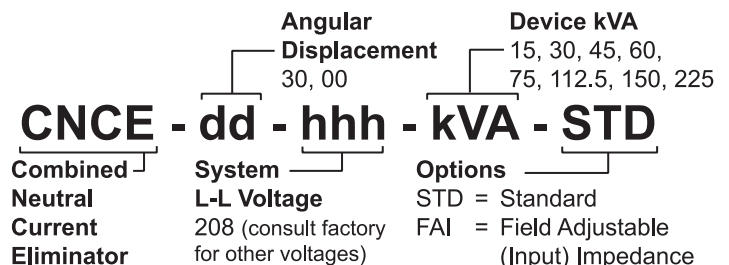 Angular
Displacement
30, 00
Device kVA
15, 30, 45, 60,
75, 112.5, 150, 225
CNCE - dd - hhh - kVA - STD
Combined
Neutral
Current
Eliminator
System
L-L Voltage
208 (consult factory
for other voltages)
Options
STD = Standard
FAI = Field Adjustable
(Input) Impedance